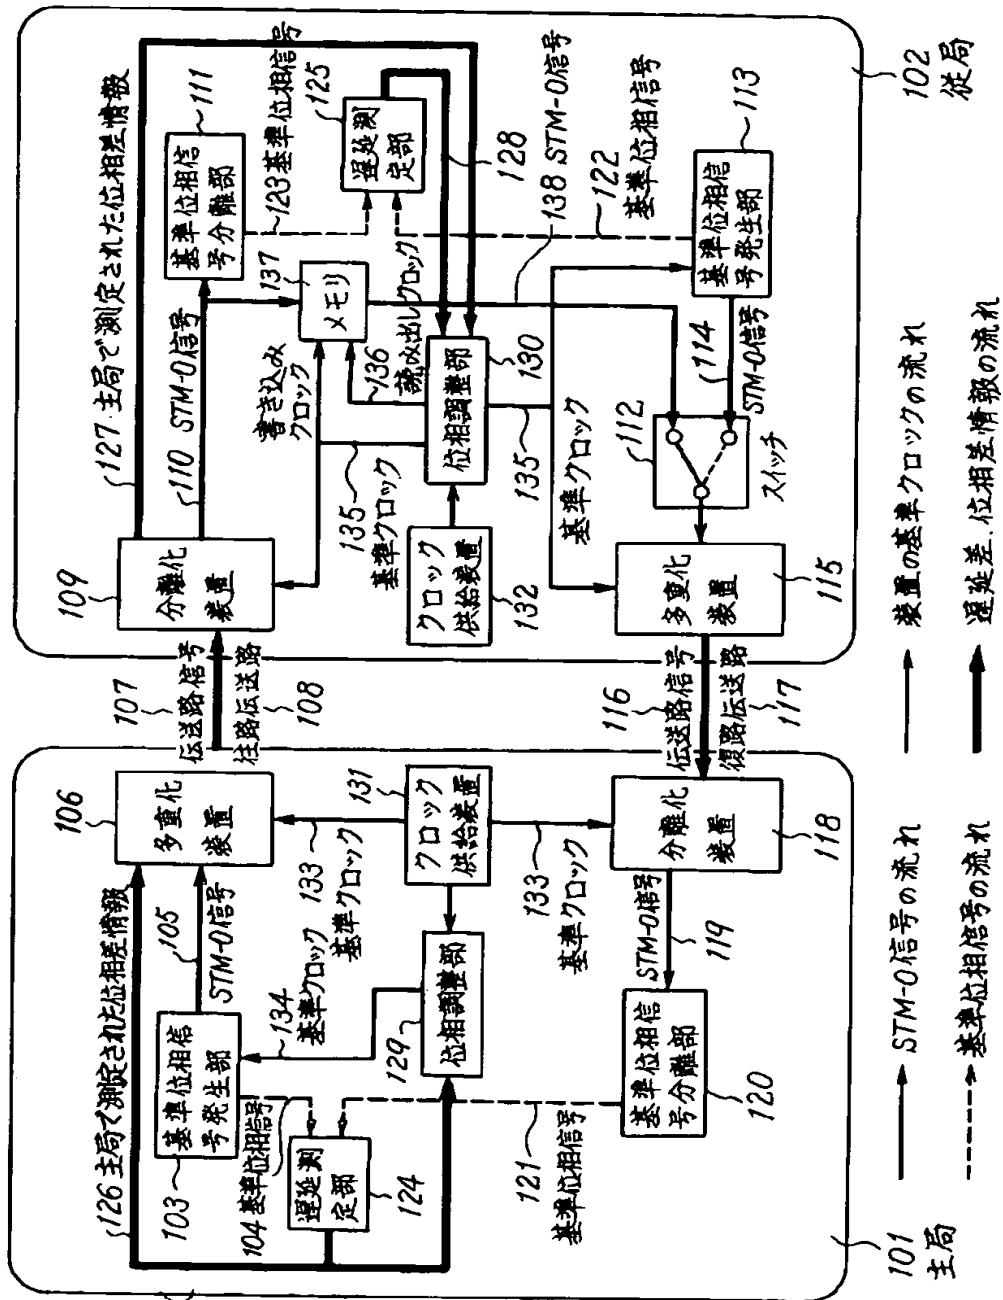 126 主局で測定された位相差情報
103
基準位相信
号発生部
105
STM-0信号
106
多重化
装置
104 基準位相信号
134
基準クロック
133
基準クロック
遅延測
定部
124
129
位相調整部
131
クロック
供給装置
133
基準クロック
121
基準位相信号
基準位相信
号分離部
120
STM-0信号
119
分離化
装置
118
101
主局
107
伝送路信号
往路伝送路
108
116
伝送路信号
復路伝送路
117
127 主局で測定された位相差情報
109
分離化
装置
110 STM-0信号
基準位相信
号分離部
111
123 基準位相信号
書き込み
クロック
137
メモリ
遅延測
定部
125
135
基準クロック
136
読み出しクロック
128
クロック
供給装置
132
位相調整部
130
138 STM-0信号
135
基準クロック
122
基準位相信号
112
スイッチ
114
STM-0信号
基準位相信
号発生部
113
多重化
装置
115
102
従局
STM-0信号の流れ
装置の基準クロックの流れ
基準位相信号の流れ
遅延差、位相差情報の流れ